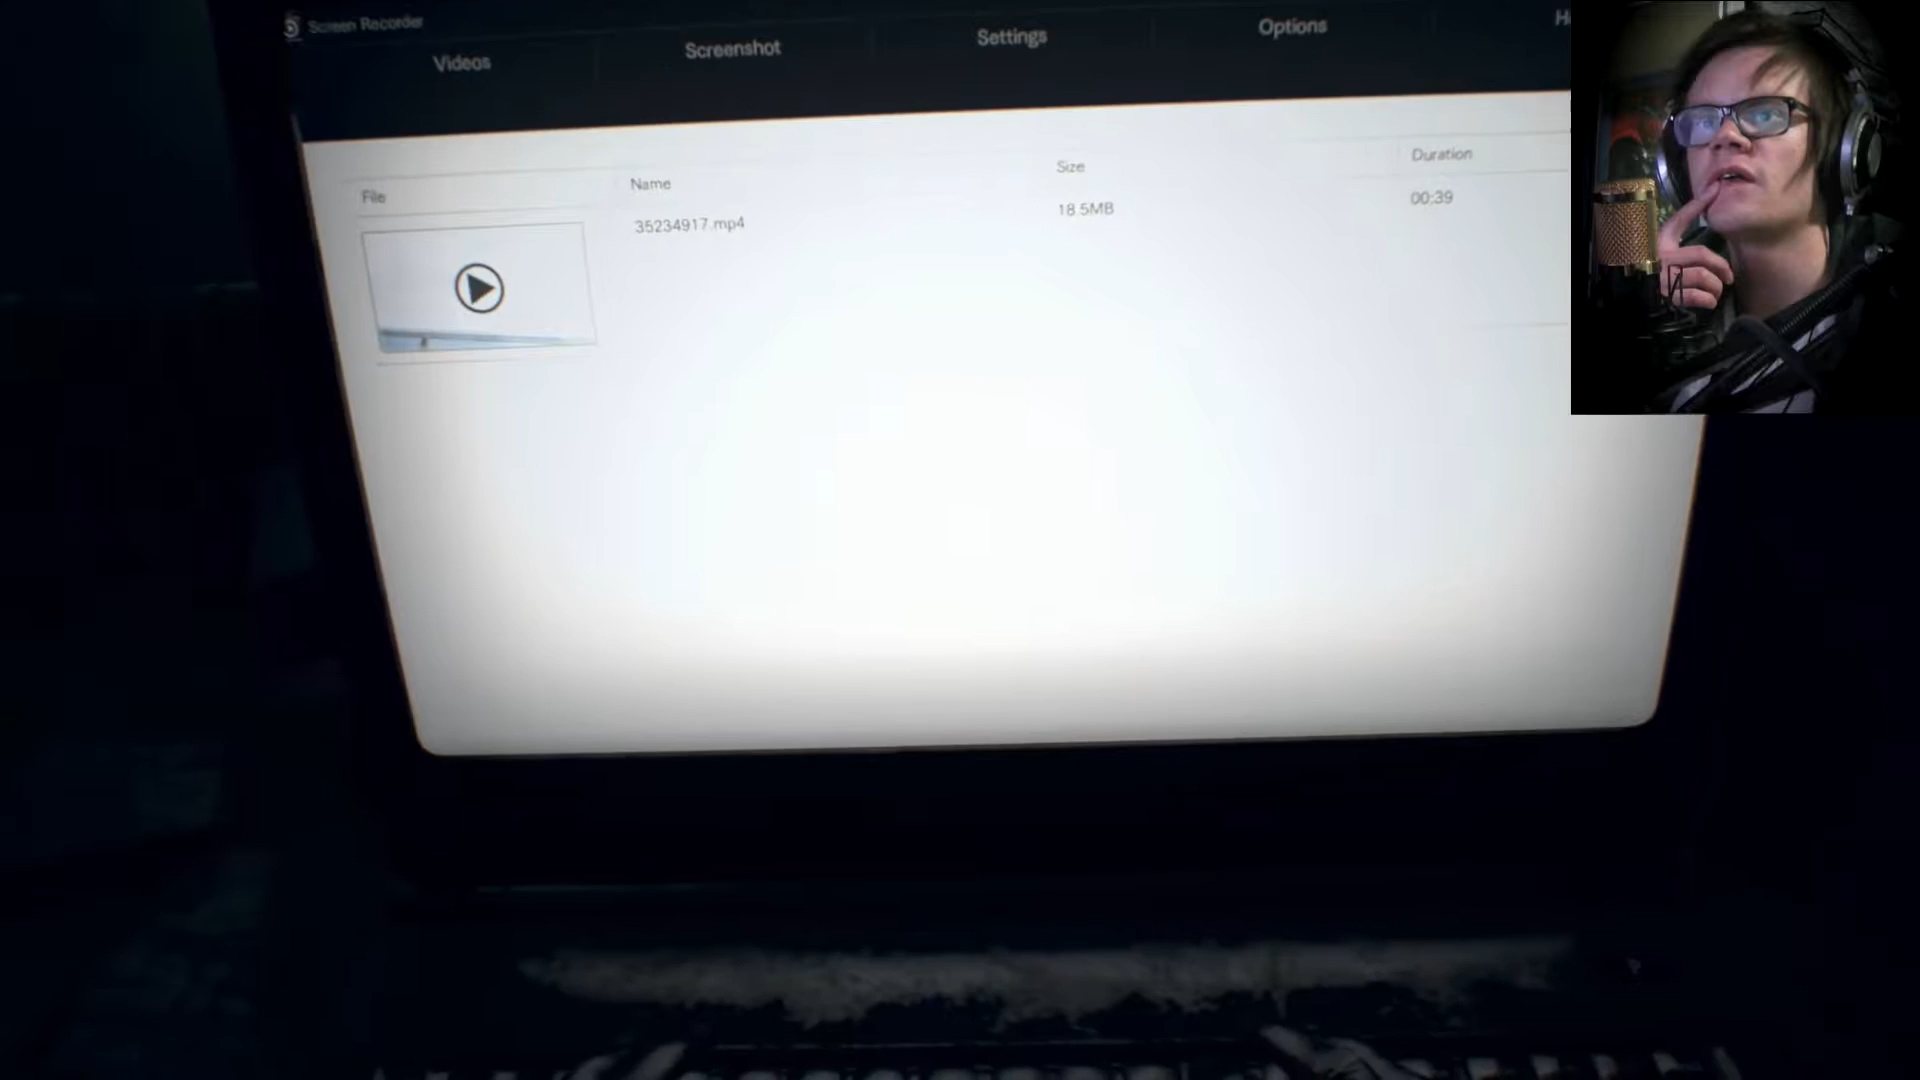 Screen Recorder
Videos
Screenshot
Settings
Options
File
Name
Size
Duration
35234917.mp4
18.5MB
00:39